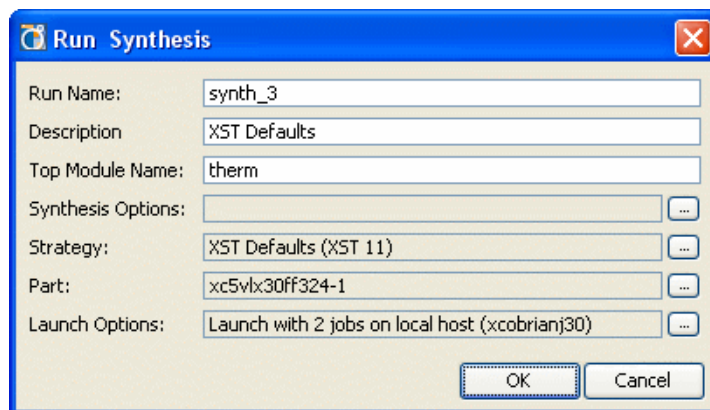 Run Synthesis
Run Name: synth_3
Description XST Defaults
Top Module Name: therm
Synthesis Options: ...
Strategy: XST Defaults (XST 11) ...
Part: xc5vlx30ff324-1 ...
Launch Options: Launch with 2 jobs on local host (xcobrianj30) ...
OK Cancel